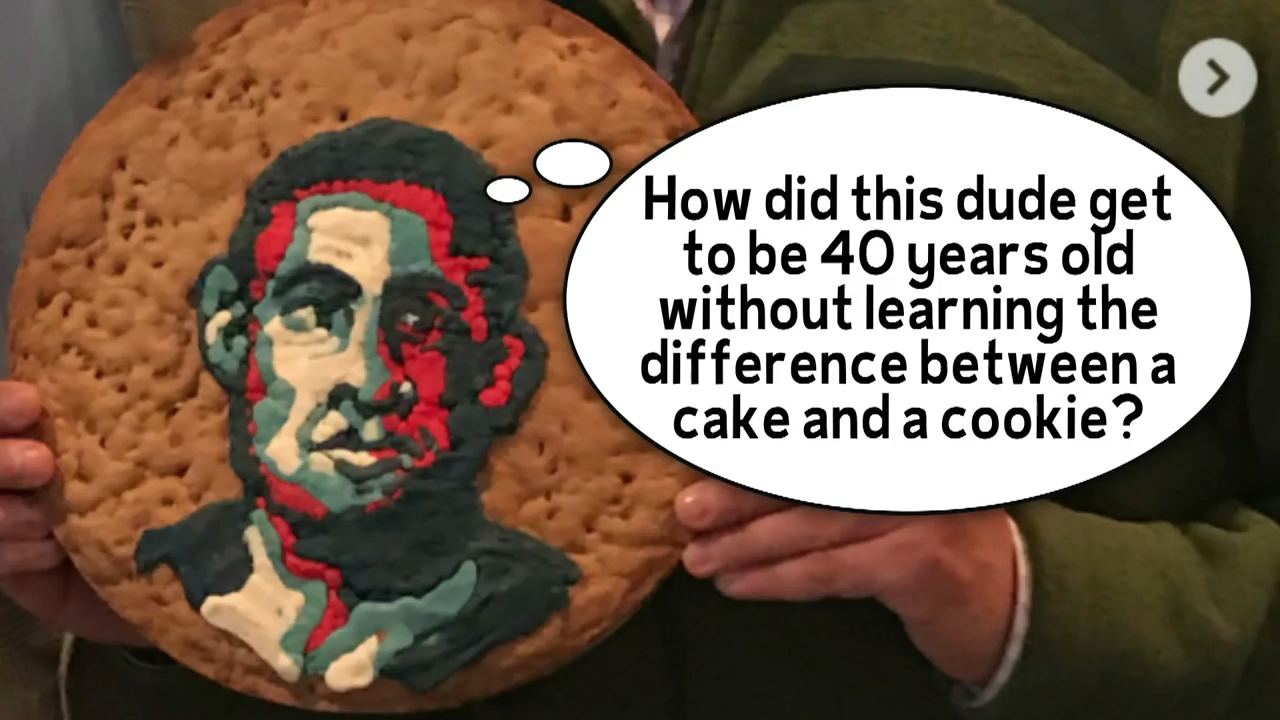 How did this dude get
to be 40 years old
without learning the
difference between a
cake and a cookie?